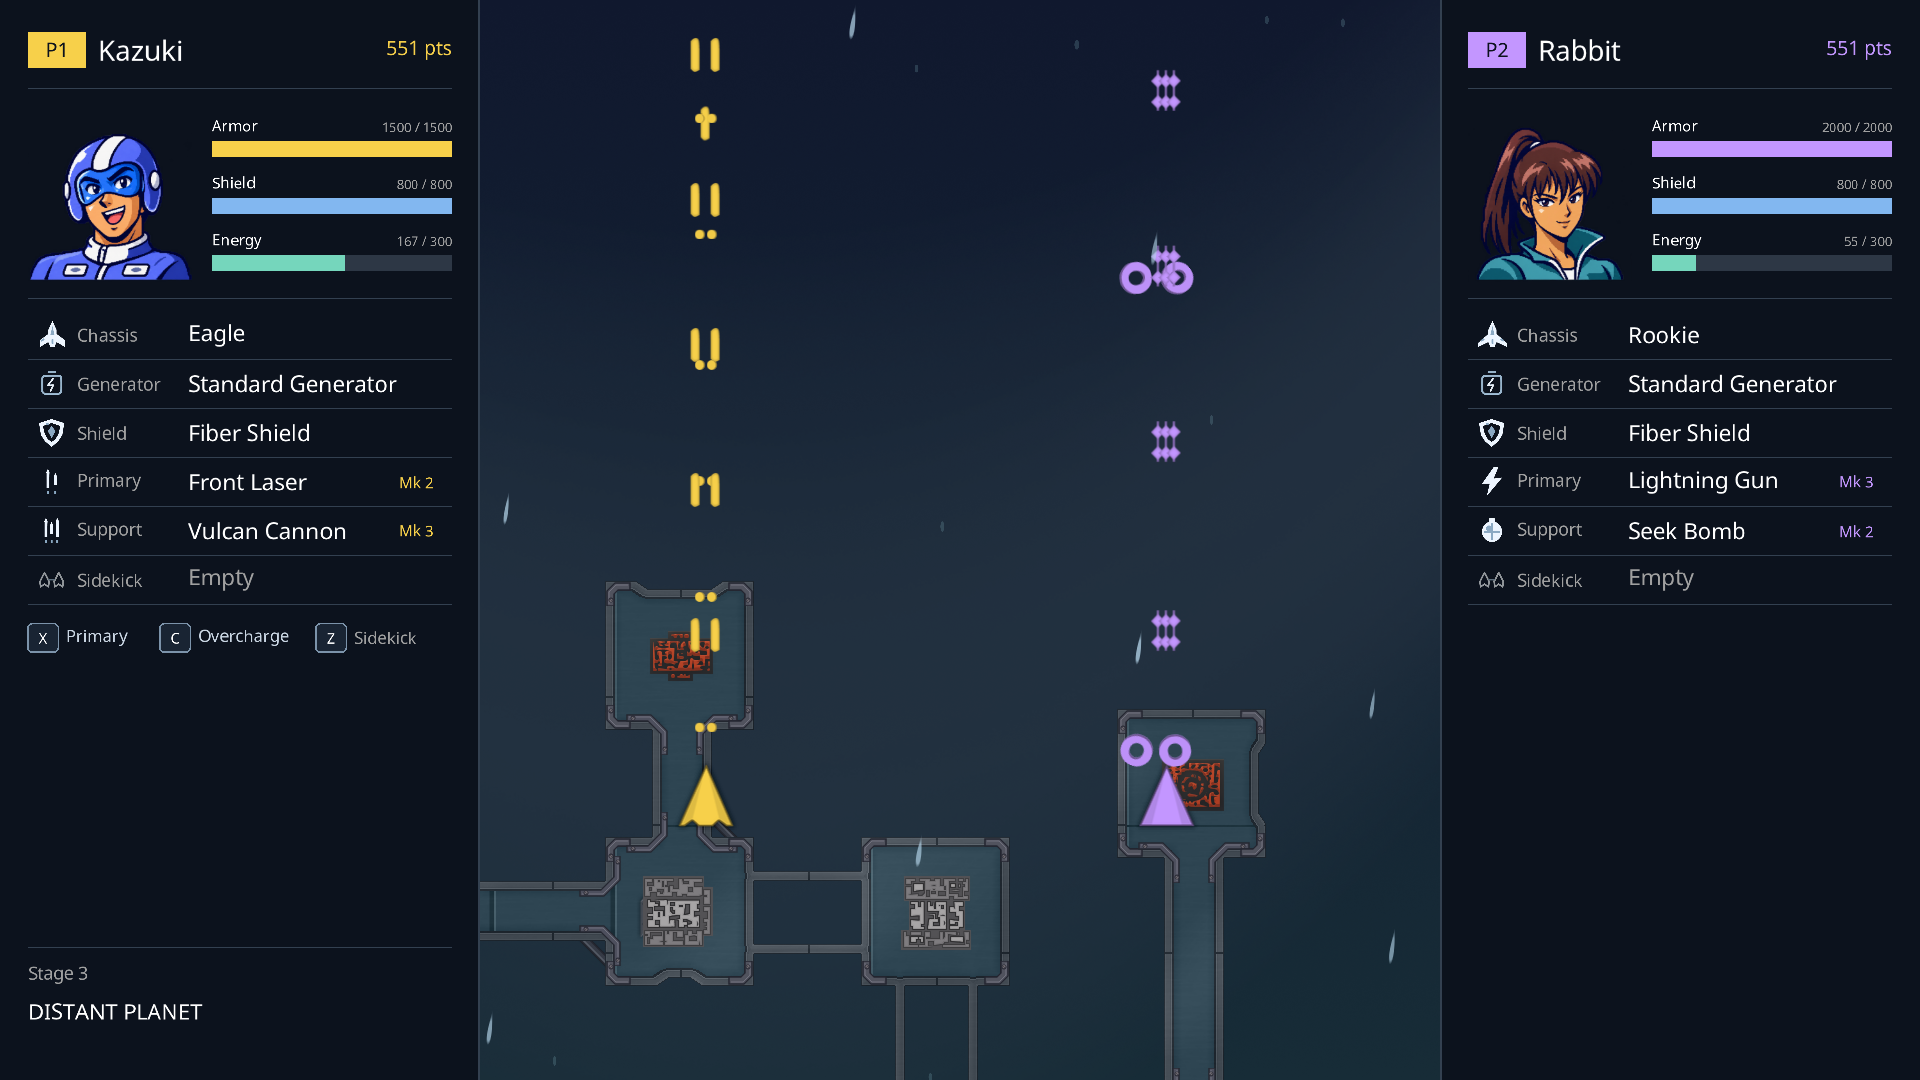 P1 Kazuki 551 pts
Armor 1500 / 1500
Shield 800 / 800
Energy 167 / 300
Chassis Eagle
Generator Standard Generator
Shield Fiber Shield
Primary Front Laser Mk 2
Support Vulcan Cannon Mk 3
Sidekick Empty
X Primary C Overcharge Z Sidekick
Stage 3
DISTANT PLANET
P2 Rabbit 551 pts
Armor 2000 / 2000
Shield 800 / 800
Energy 55 / 300
Chassis Rookie
Generator Standard Generator
Shield Fiber Shield
Primary Lightning Gun Mk 3
Support Seek Bomb Mk 2
Sidekick Empty